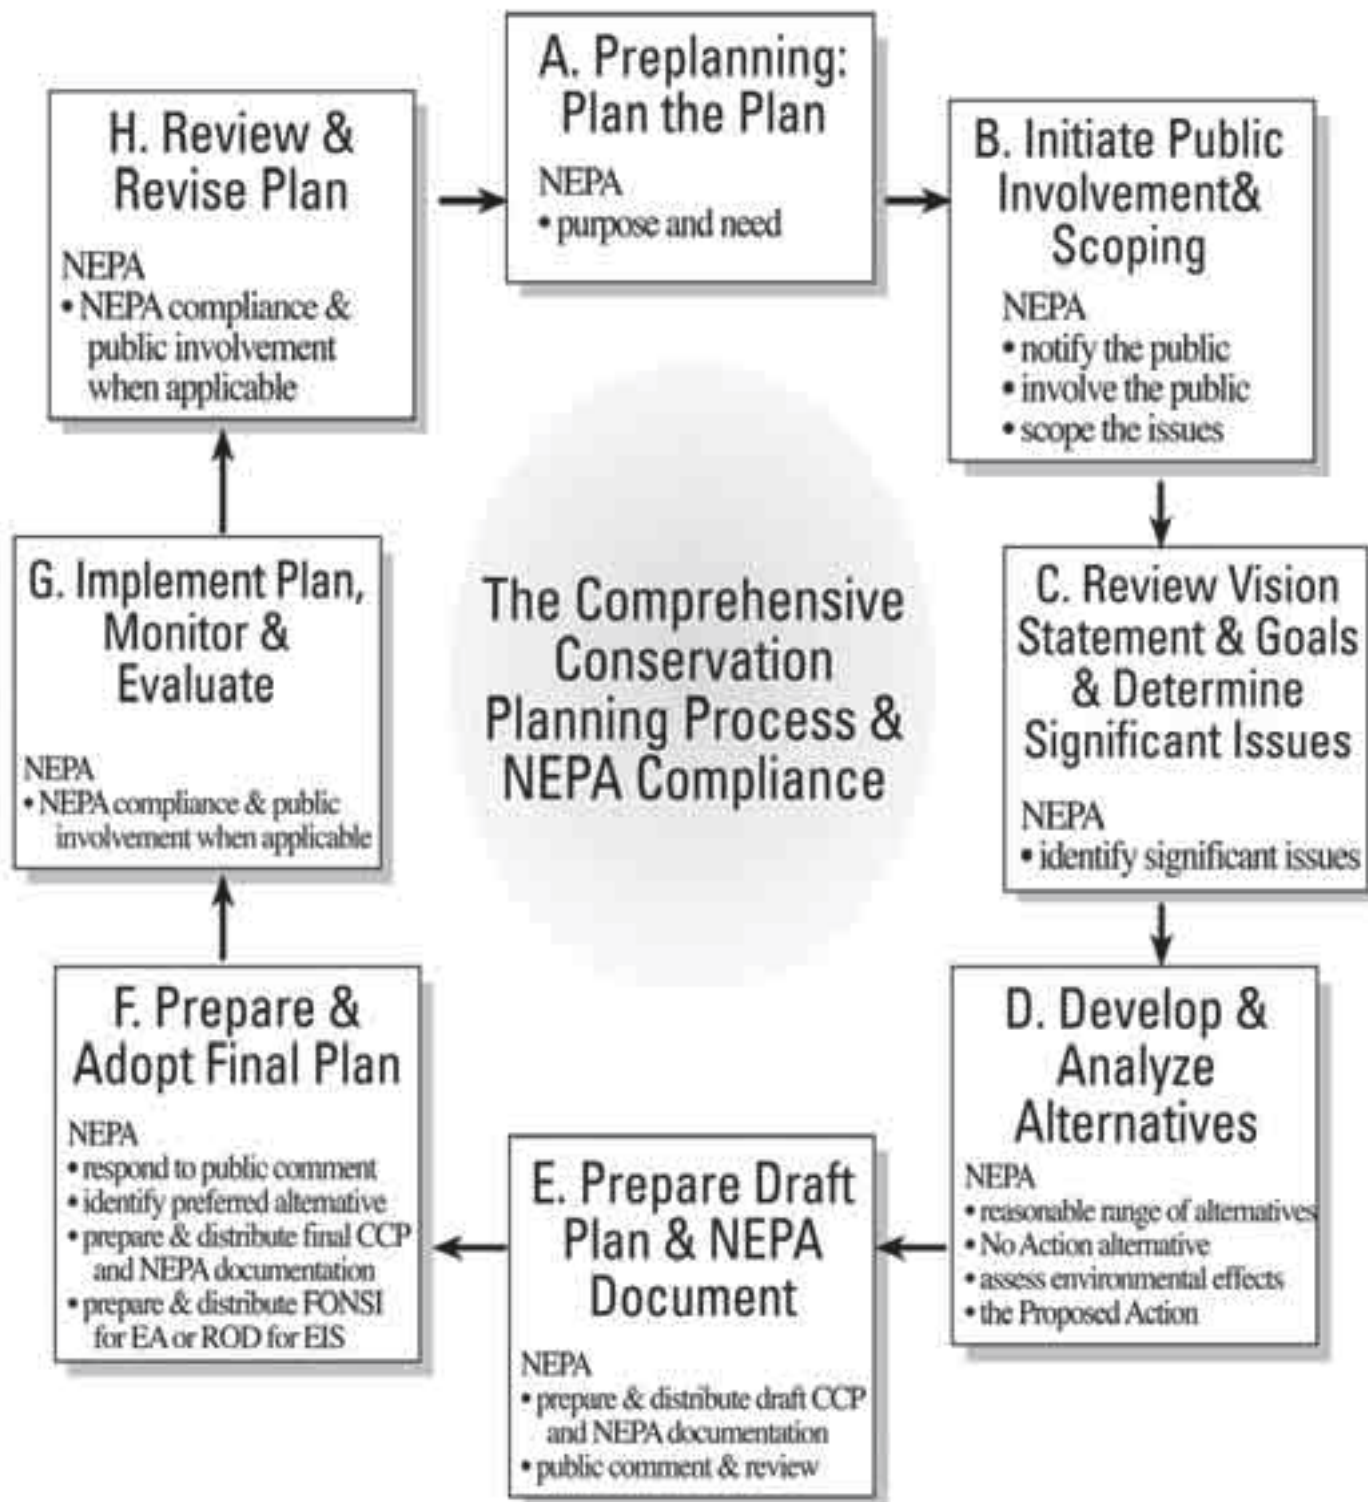 A. Preplanning:
Plan the Plan
NEPA
• purpose and need
B. Initiate Public
Involvement&
Scoping
NEPA
• notify the public
• involve the public
• scope the issues
C. Review Vision
Statement & Goals
& Determine
Significant Issues
NEPA
• identify significant issues
D. Develop &
Analyze
Alternatives
NEPA
• reasonable range of alternatives
• No Action alternative
• assess environmental effects
• the Proposed Action
E. Prepare Draft
Plan & NEPA
Document
NEPA
• prepare & distribute draft CCP
and NEPA documentation
• public comment & review
F. Prepare &
Adopt Final Plan
NEPA
• respond to public comment
• identify preferred alternative
• prepare & distribute final CCP
and NEPA documentation
• prepare & distribute FONSI
for EA or ROD for EIS
G. Implement Plan,
Monitor &
Evaluate
NEPA
• NEPA compliance & public
involvement when applicable
H. Review &
Revise Plan
NEPA
• NEPA compliance &
public involvement
when applicable
The Comprehensive
Conservation
Planning Process &
NEPA Compliance